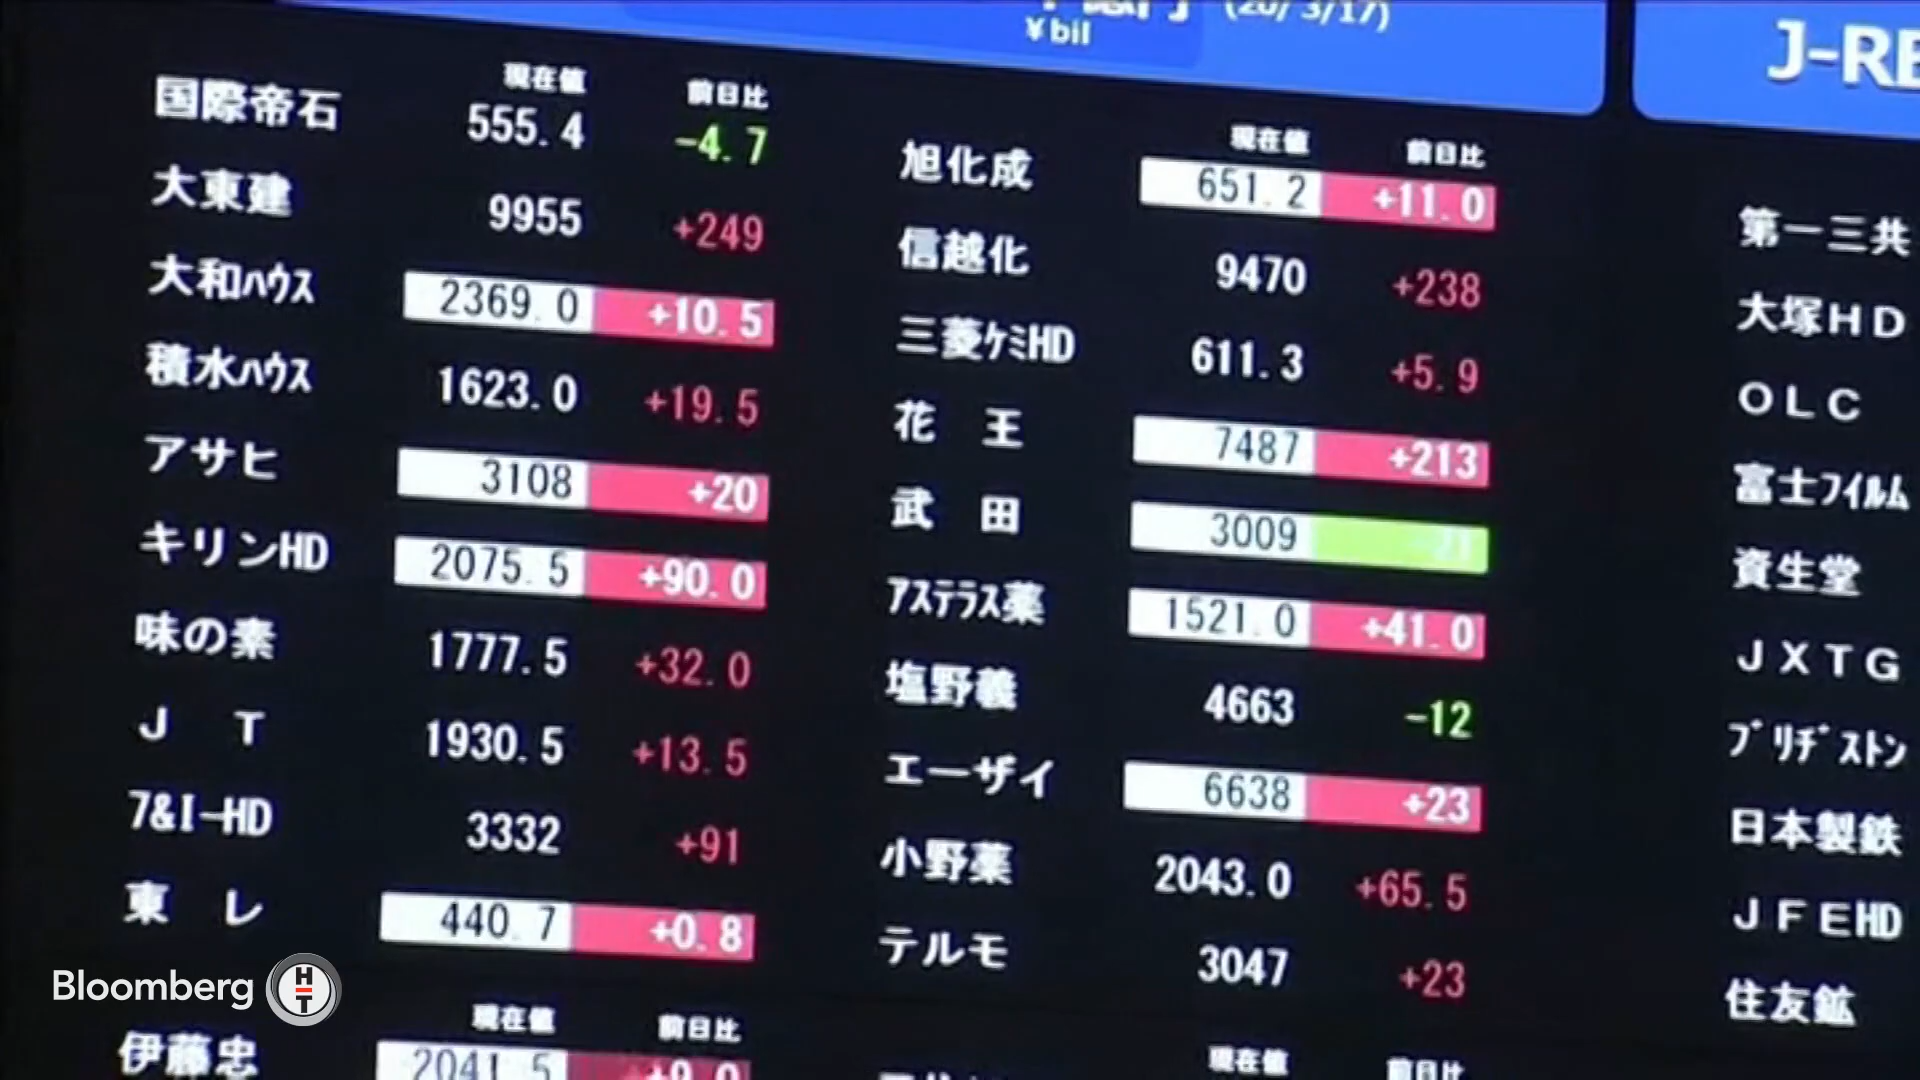 (20/ 3/17)
¥bil
J-RE
現在値 前日比
国際帝石 555.4 -4.7
大東建 9955 +249
大和ﾊｳｽ 2369.0 +10.5
積水ﾊｳｽ 1623.0 +19.5
アサヒ 3108 +20
キリンHD 2075.5 +90.0
味の素 1777.5 +32.0
J T 1930.5 +13.5
7&I-HD 3332 +91
東 レ 440.7 +0.8
現在値 前日比
伊藤忠 2041.5 +9.0
現在値 前日比
旭化成 651.2 +11.0
信越化 9470 +238
三菱ｹﾐHD 611.3 +5.9
花 王 7487 +213
武 田 3009 -21
ｱｽﾃﾗｽ薬 1521.0 +41.0
塩野義 4663 -12
エーザイ 6638 +23
小野薬 2043.0 +65.5
テルモ 3047 +23
現在値 前日比
第一三共
大塚HD
OLC
富士ﾌｲﾙﾑ
資生堂
JXTG
ﾌﾞﾘﾁﾞｽﾄﾝ
日本製鉄
JFEHD
住友鉱
Bloomberg HT